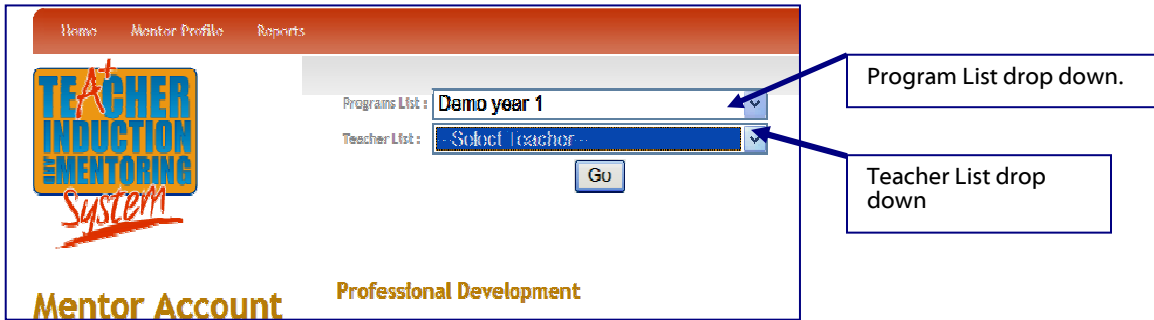 Home Mentor Profile Reports
TEACHER
A+
INDUCTION
AND
&MENTORING
System
Programs List : Demo year 1
Teacher List : -- Select Teacher --
Go
Program List drop down.
Teacher List drop
down
Mentor Account
Professional Development